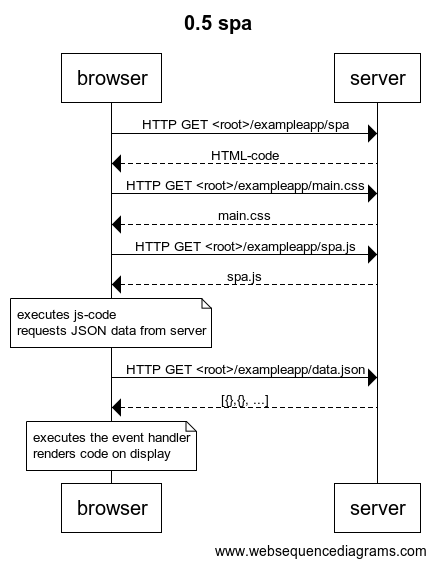 0.5 spa
browser
server
HTTP GET <root>/exampleapp/spa
HTML-code
HTTP GET <root>/exampleapp/main.css
main.css
HTTP GET <root>/exampleapp/spa.js
spa.js
executes js-code
requests JSON data from server
HTTP GET <root>/exampleapp/data.json
[{},{}, ...]
executes the event handler
renders code on display
browser
server
www.websequencediagrams.com